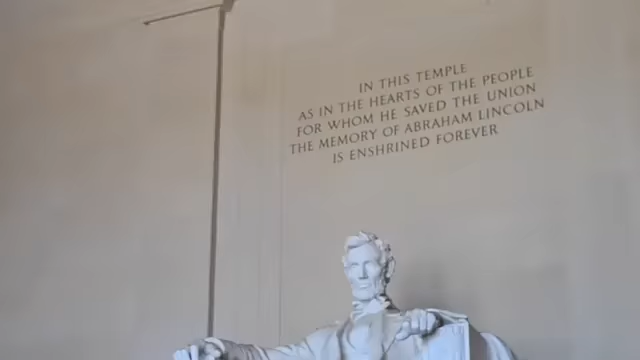 IN THIS TEMPLE
AS IN THE HEARTS OF THE PEOPLE
FOR WHOM HE SAVED THE UNION
THE MEMORY OF ABRAHAM LINCOLN
IS ENSHRINED FOREVER